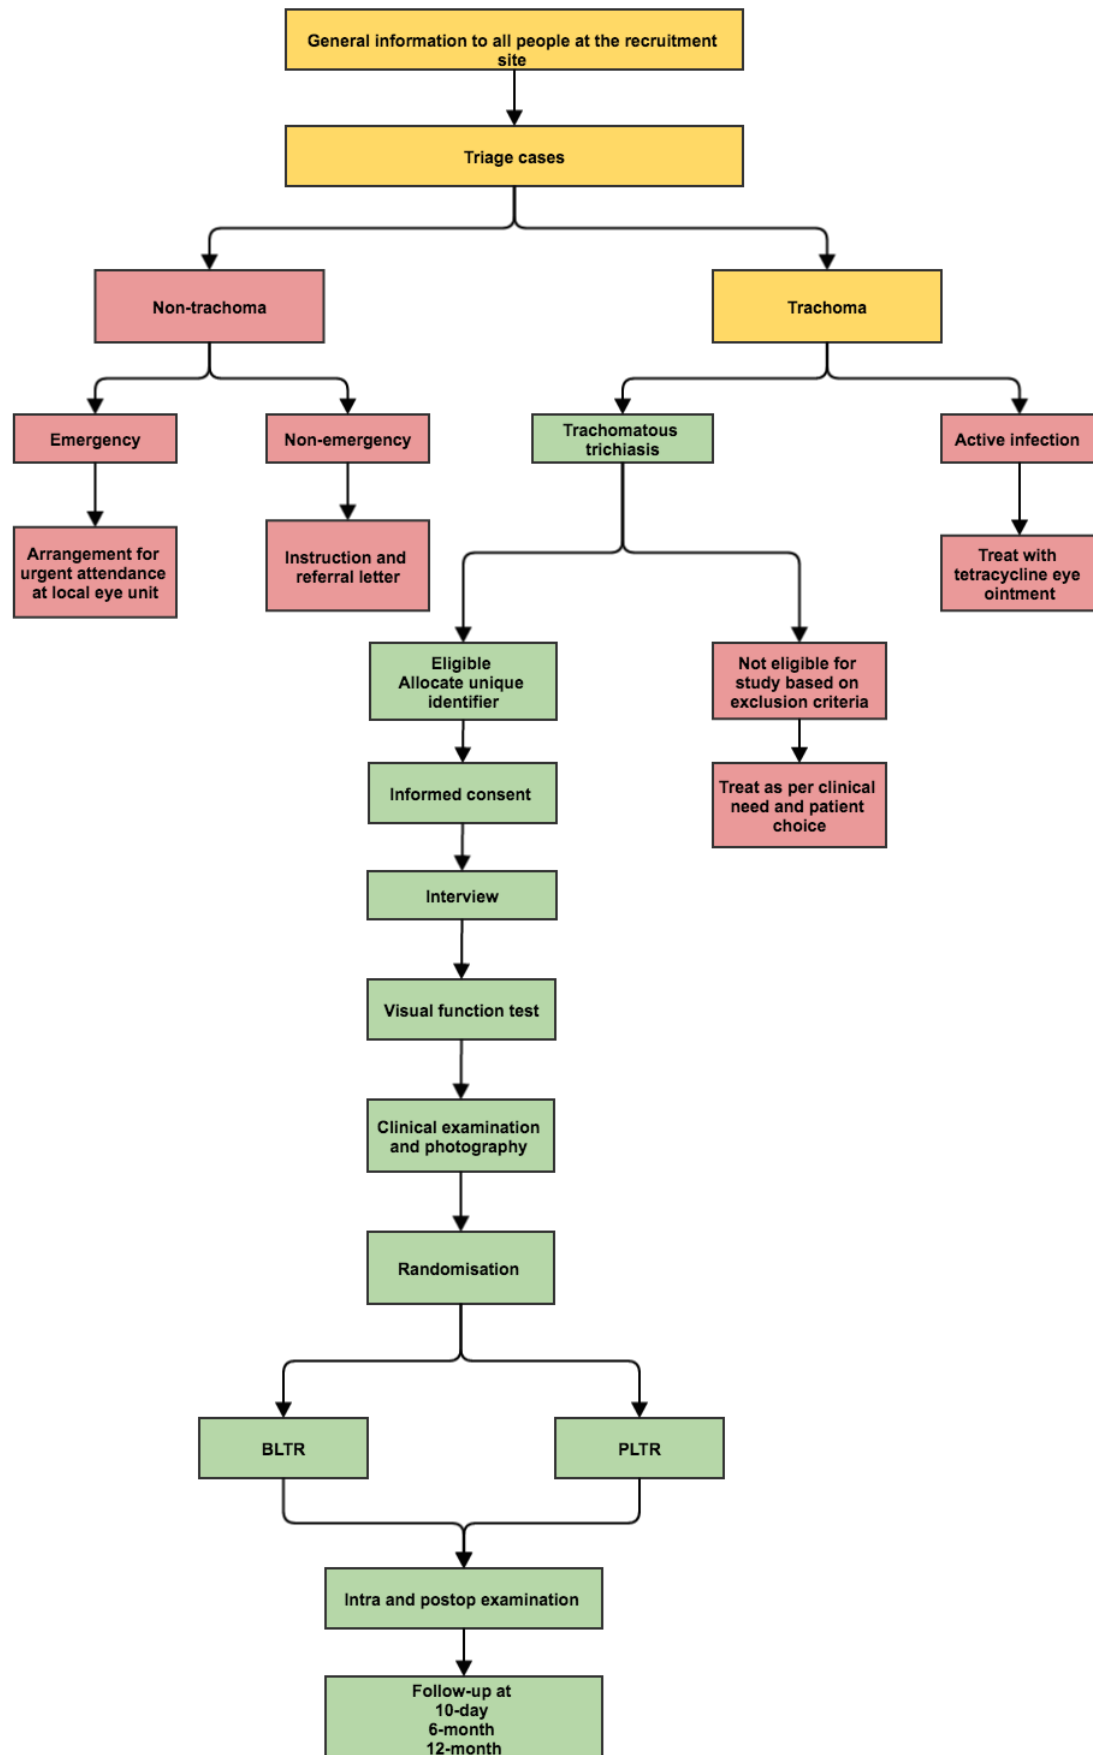 General information to all people at the recruitment
site
Triage cases
Non-trachoma
Trachoma
Emergency
Non-emergency
Trachomatous
trichiasis
Active infection
Arrangement for
urgent attendance
at local eye unit
Instruction and
referral letter
Treat with
tetracycline eye
ointment
Eligible
Allocate unique
identifier
Not eligible for
study based on
exclusion criteria
Informed consent
Treat as per clinical
need and patient
choice
Interview
Visual function test
Clinical examination
and photography
Randomisation
BLTR
PLTR
Intra and postop examination
Follow-up at
10-day
6-month
12-month